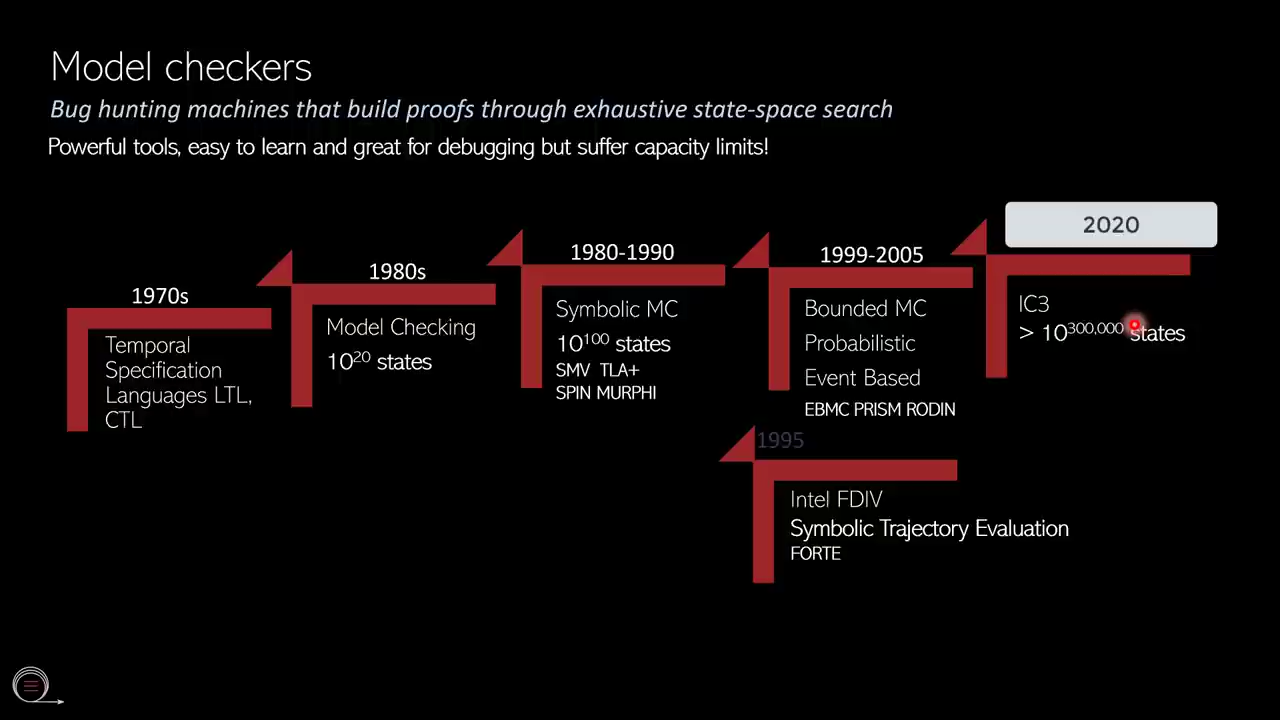 Model checkers
Bug hunting machines that build proofs through exhaustive state-space search
Powerful tools, easy to learn and great for debugging but suffer capacity limits!
1970s
Temporal
Specification
Languages LTL,
CTL
1980s
Model Checking
10²⁰ states
1980-1990
Symbolic MC
10¹⁰⁰ states
SMV TLA+
SPIN MURPHI
1999-2005
Bounded MC
Probabilistic
Event Based
EBMC PRISM RODIN
1995
Intel FDIV
Symbolic Trajectory Evaluation
FORTE
2020
IC3
> 10³⁰⁰,⁰⁰⁰ states